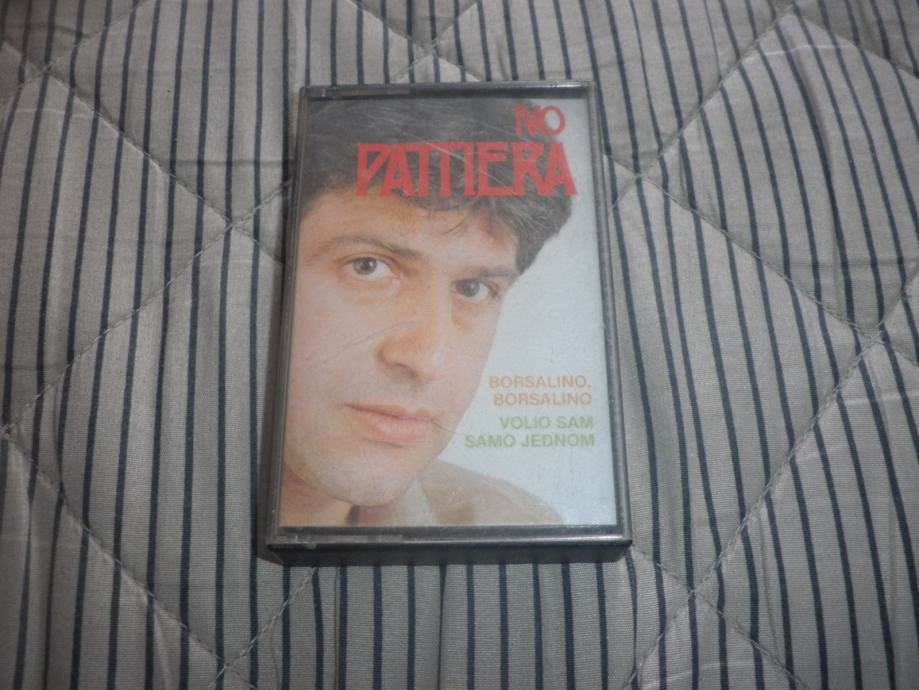 IVO
PATTIERA
BORSALINO,
BORSALINO
VOLIO SAM
SAMO JEDNOM